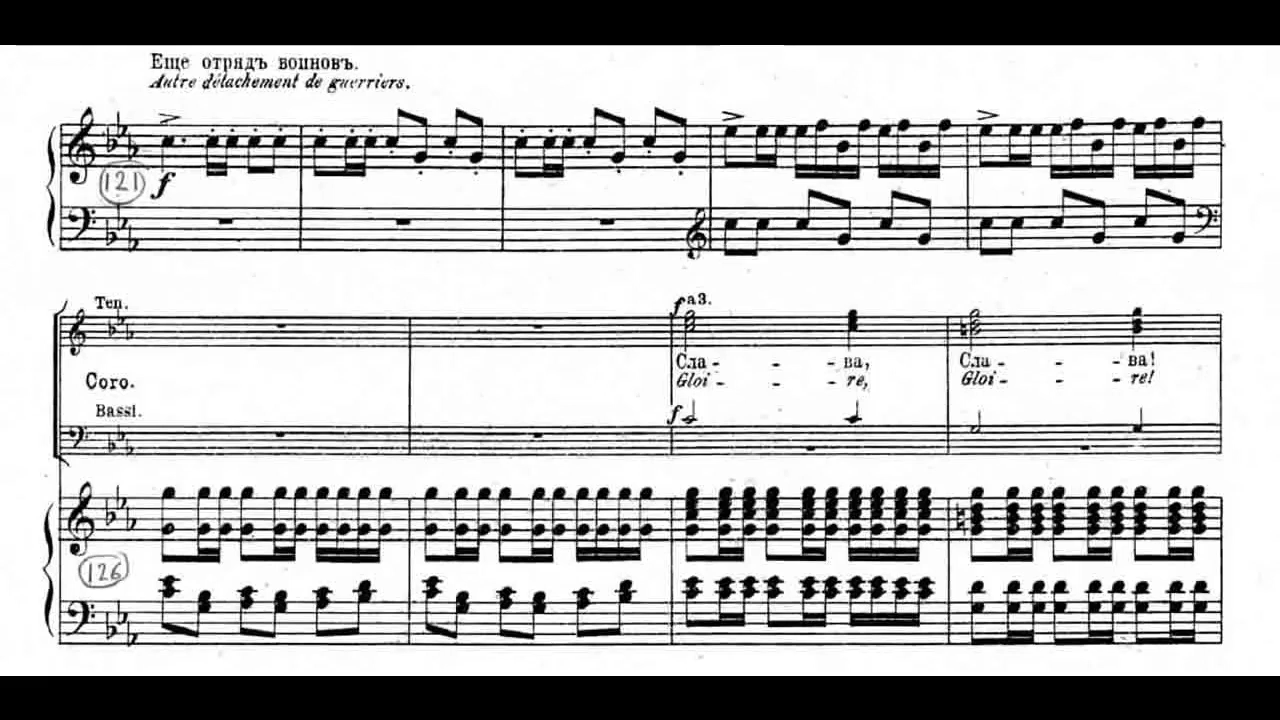 Еще отрядъ воиновъ.
Autre détachement de guerriers.
121
f
Ten.
f a3.
Сла - - - ва, Сла - - - ва!
Coro.
Gloi - - - re, Gloi - - - re!
Bassi.
f
126